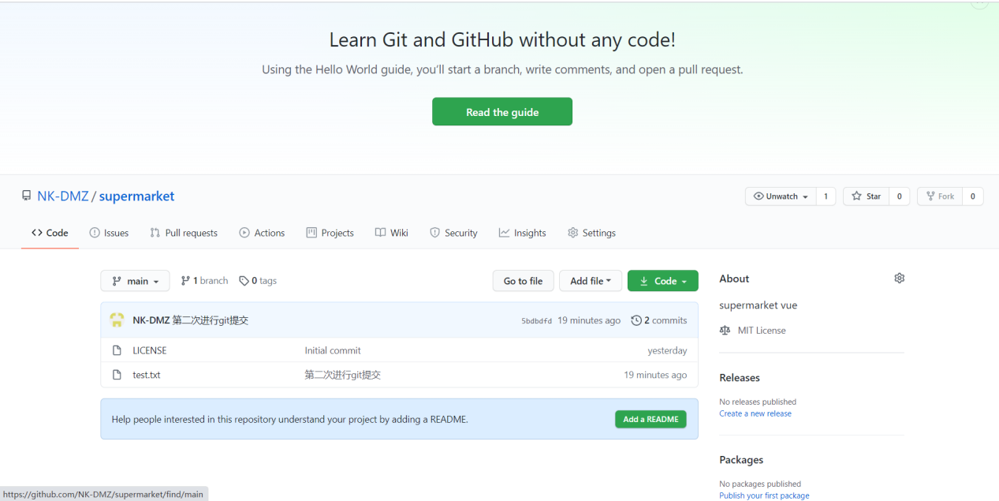 Learn Git and GitHub without any code!
Using the Hello World guide, you’ll start a branch, write comments, and open a pull request.
Read the guide
NK-DMZ / supermarket
Unwatch 1 Star 0 Fork 0
Code Issues Pull requests Actions Projects Wiki Security Insights Settings
main 1 branch 0 tags Go to file Add file Code
NK-DMZ 第二次进行git提交 5bdbdfd 19 minutes ago 2 commits
LICENSE Initial commit yesterday
test.txt 第二次进行git提交 19 minutes ago
Help people interested in this repository understand your project by adding a README. Add a README
About
supermarket vue
MIT License
Releases
No releases published
Create a new release
Packages
No packages published
Publish your first package
https://github.com/NK-DMZ/supermarket/find/main